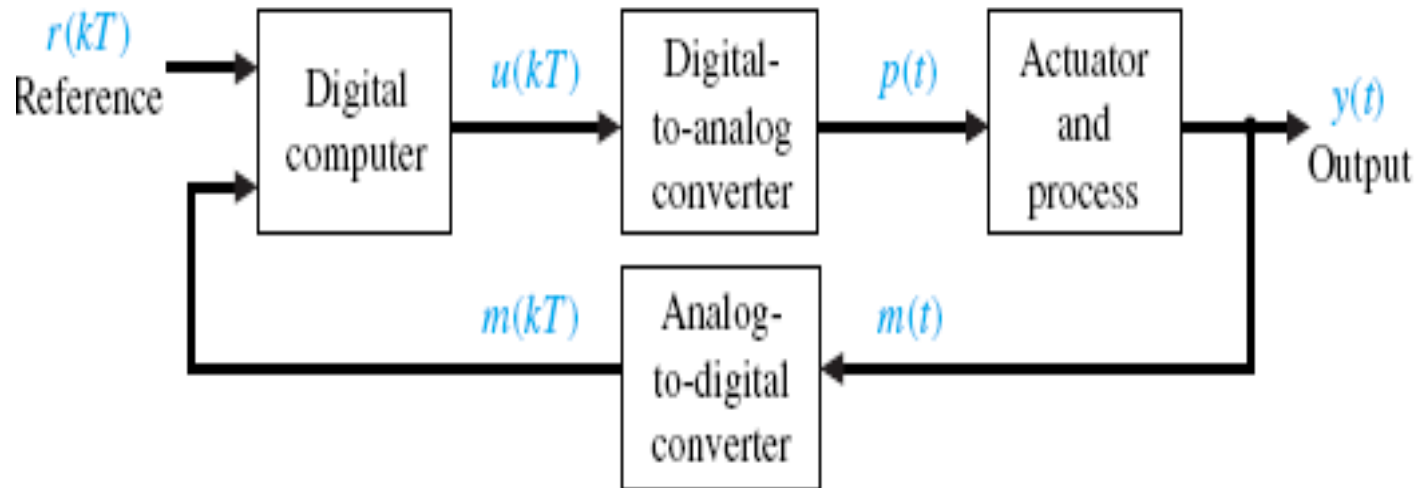 r(kT)
Reference
Digital
computer
u(kT)
Digital-
to-analog
converter
p(t)
Actuator
and
process
y(t)
Output
m(kT)
Analog-
to-digital
converter
m(t)